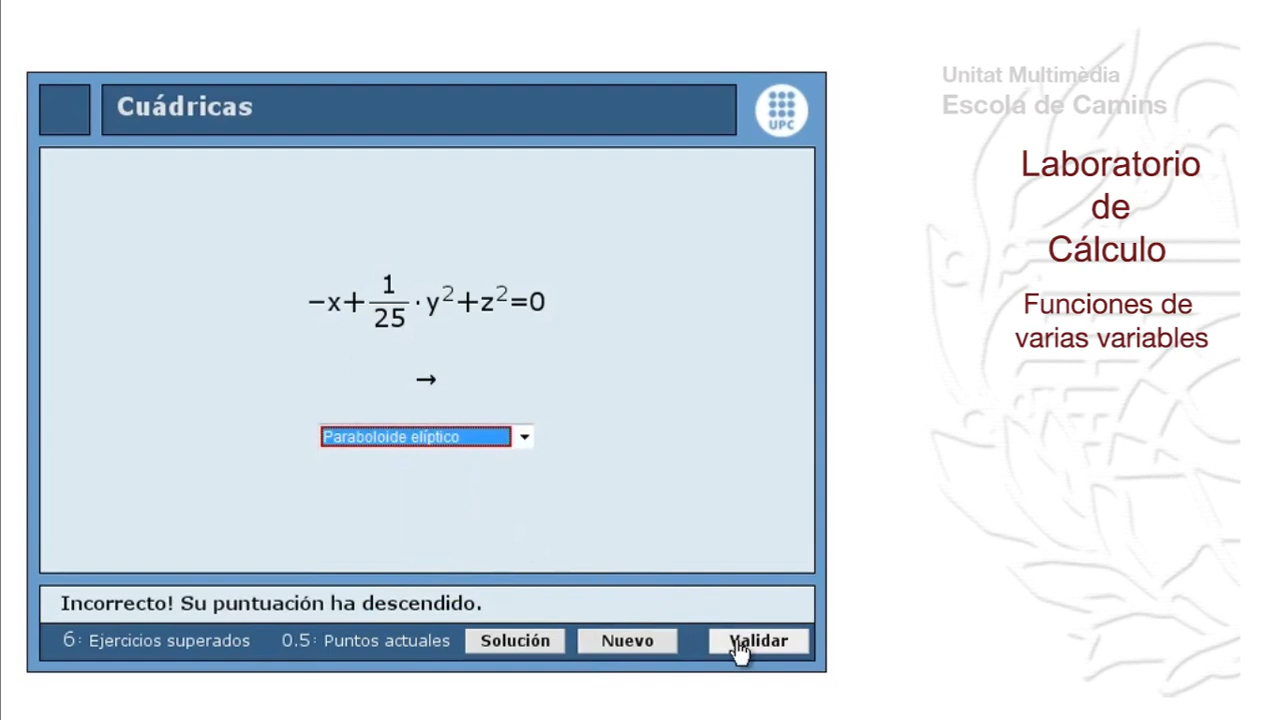 Cuádricas
UPC
−x+1/25·y²+z²=0
→
Paraboloide elíptico
Incorrecto! Su puntuación ha descendido.
6: Ejercicios superados 0.5: Puntos actuales Solución Nuevo Validar
Unitat Multimèdia
Escola de Camins
Laboratorio
de
Cálculo
Funciones de
varias variables